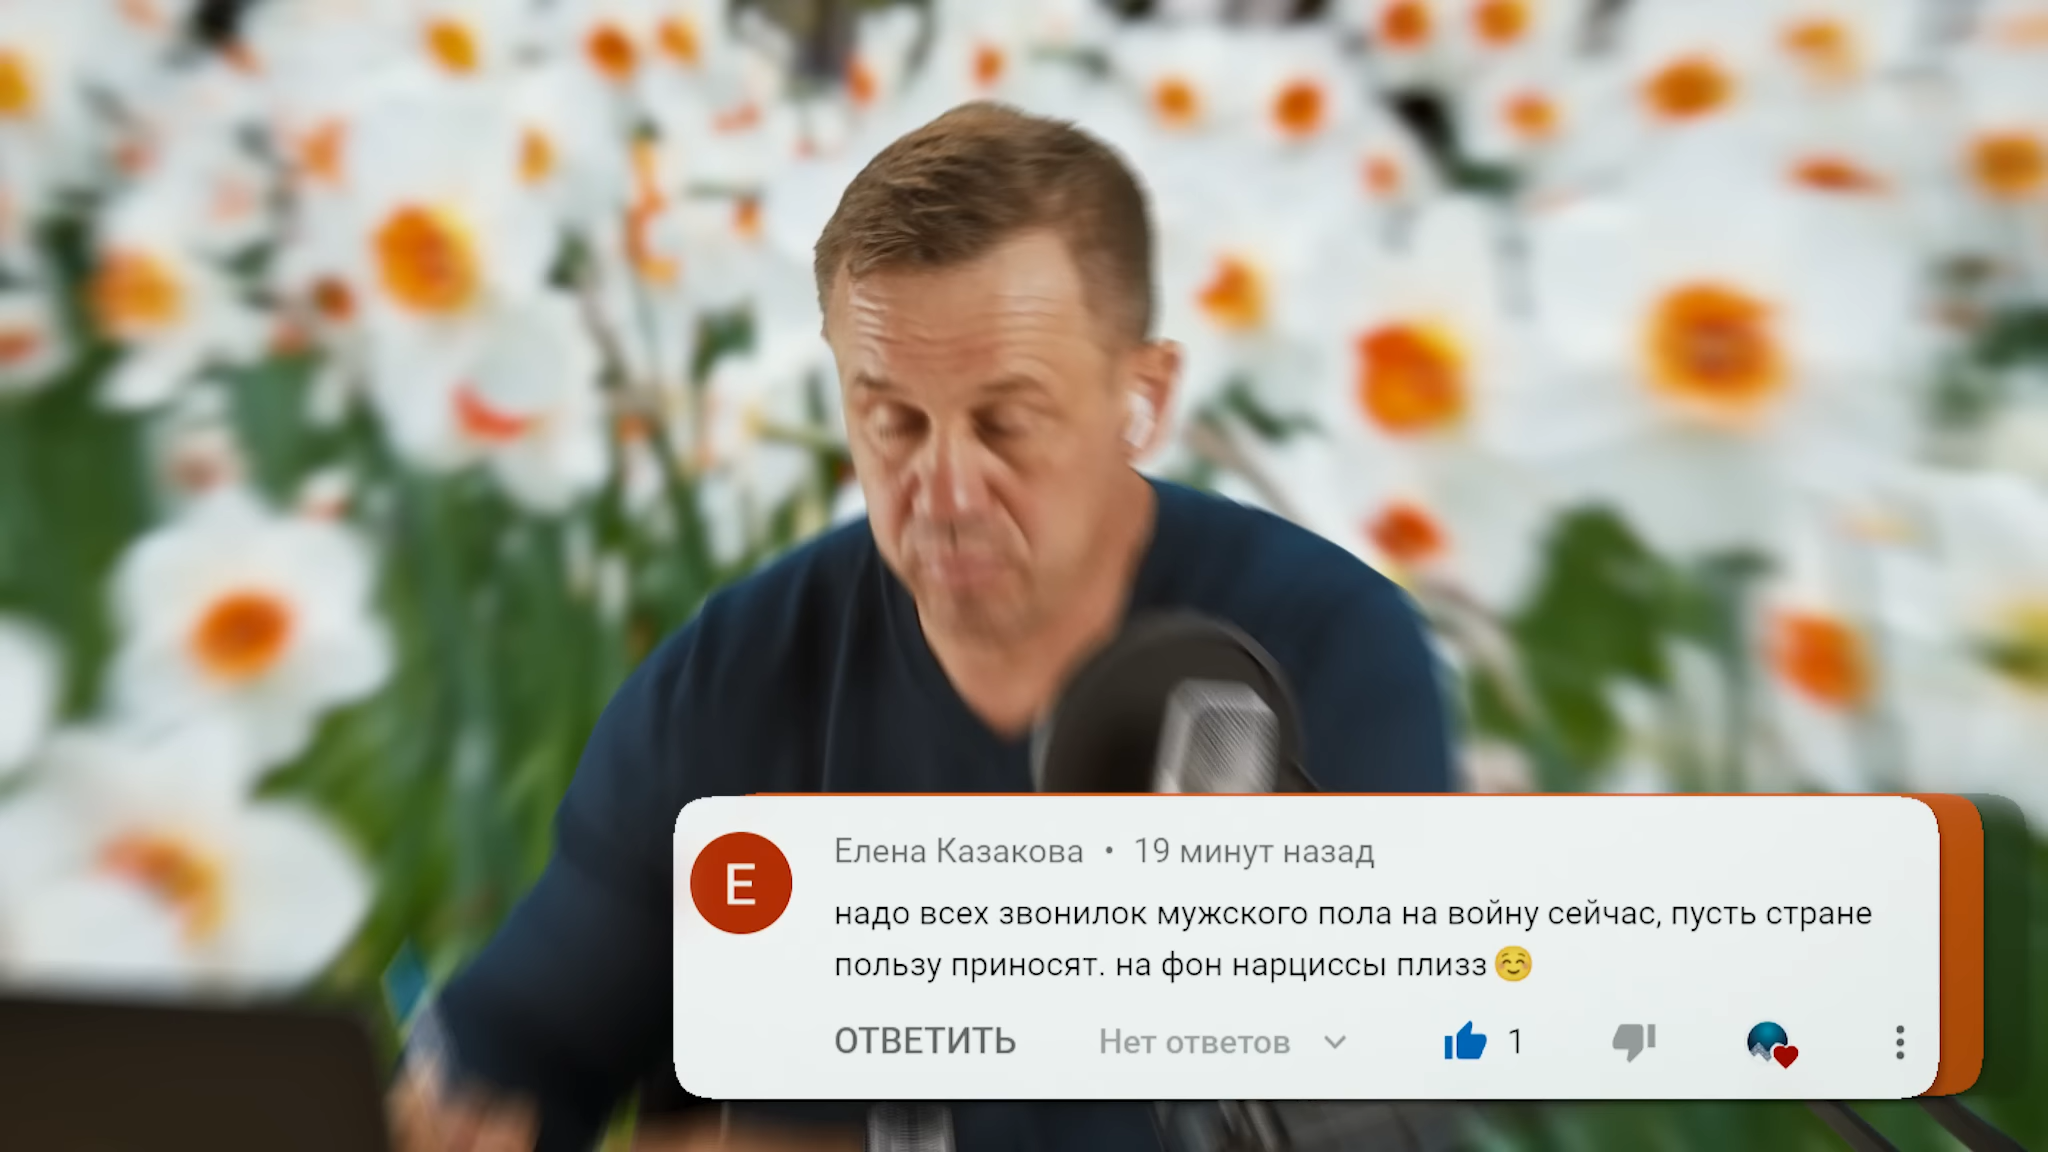 E
Елена Казакова • 19 минут назад
надо всех звонилок мужского пола на войну сейчас, пусть стране
пользу приносят. на фон нарциссы плизз☺️
ОТВЕТИТЬ
Нет ответов
1